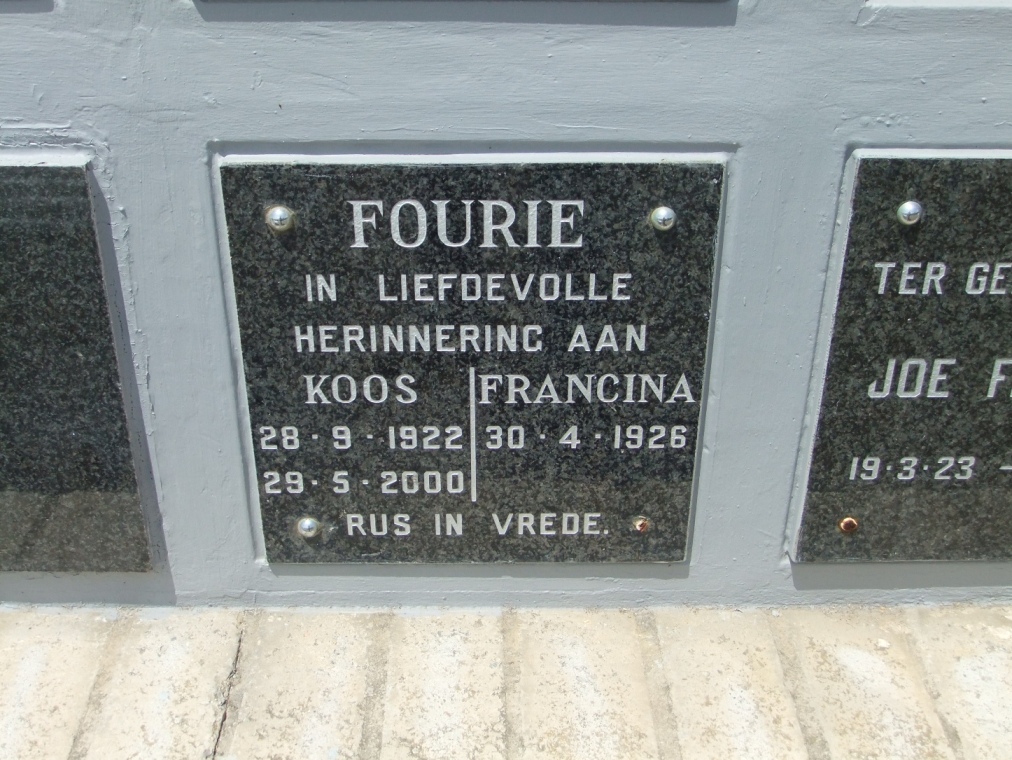 FOURIE
IN LIEFDEVOLLE
HERINNERING AAN
KOOS FRANCINA
28 · 9 · 1922 30 · 4 · 1926
29 · 5 · 2000
RUS IN VREDE.
TER
JOE
19·3·23